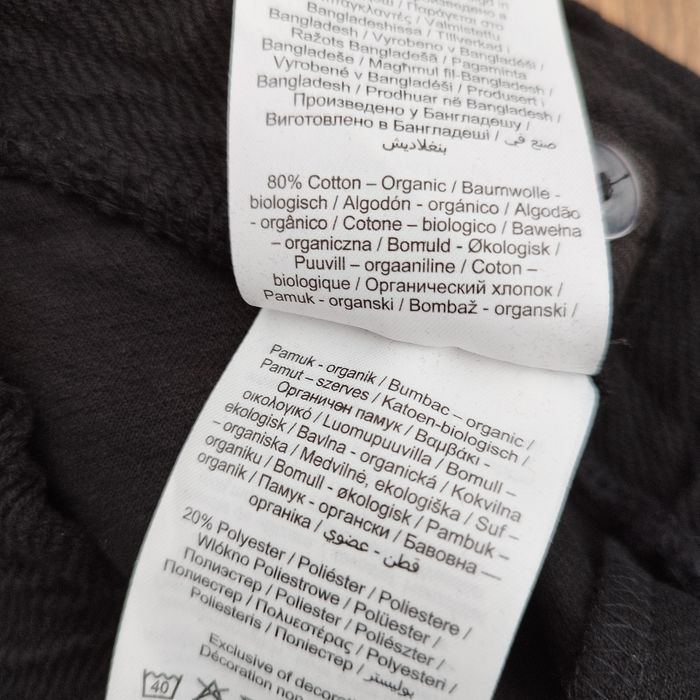 Bangladeshissa / Tillverkad i
Bangladesh / Vyrobeno v Bangladéši /
Ražots Bangladešā / Pagaminta
Bangladeše / Magħmul fil-Bangladesh /
Vyrobené v Bangladéši / Produsert i
Bangladesh / Prodhuar në Bangladesh /
Произведено у Бангладешу /
Виготовлено в Бангладеші / صنع في
بنغلاديش
80% Cotton – Organic / Baumwolle -
biologisch / Algodón - orgánico / Algodão
- orgânico / Cotone – biologico / Bawełna
– organiczna / Bomuld - Økologisk /
Puuvill – orgaaniline / Coton –
biologique / Органический хлопок /
Pamuk - organski / Bombaž - organski /
Pamuk - organik / Bumbac – organic /
Pamut – szerves / Katoen-biologisch /
Органичен памук / Βαμβάκι -
οικολογικό / Luomupuuvilla / Bomull –
ekologisk / Bavlna - organická / Kokvilna
– organiska / Medvilnė, ekologiška / Suf –
organiku / Bomull - økologisk / Pambuk –
organik / Памук - органски / Бавовна —
органіка / قطن - عضوي
20% Polyester / Poliéster / Poliestere /
Włókno Poliestrowe / Polüester /
Полиэстер / Poliester / Poliészter /
Полиестер / Πολυεστέρας / Polyesteri /
Poliesteris / Поліестер / بوليستر
Exclusive of decorati
Décoration non
40